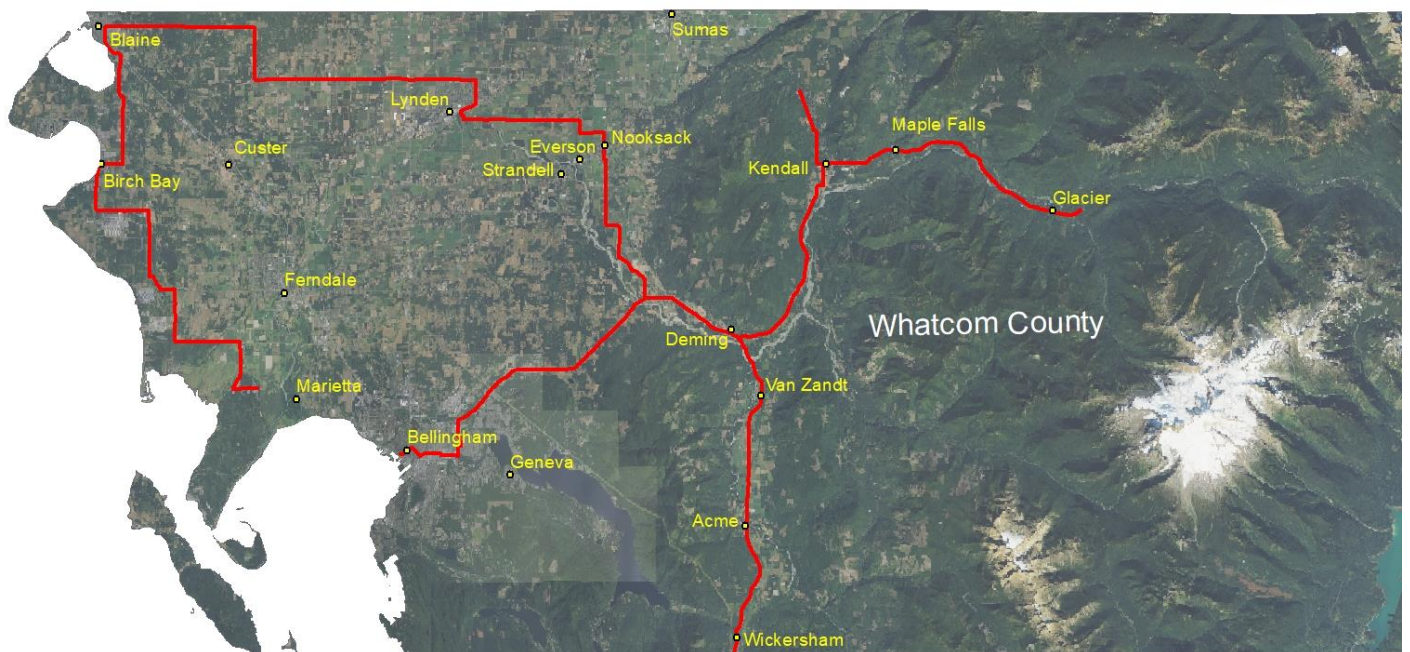 Sumas
Blaine
Lynden
Nooksack
Everson
Maple Falls
Custer
Strandell
Kendall
Birch Bay
Glacier
Ferndale
Whatcom County
Deming
Marietta
Van Zandt
Bellingham
Geneva
Acme
Wickersham